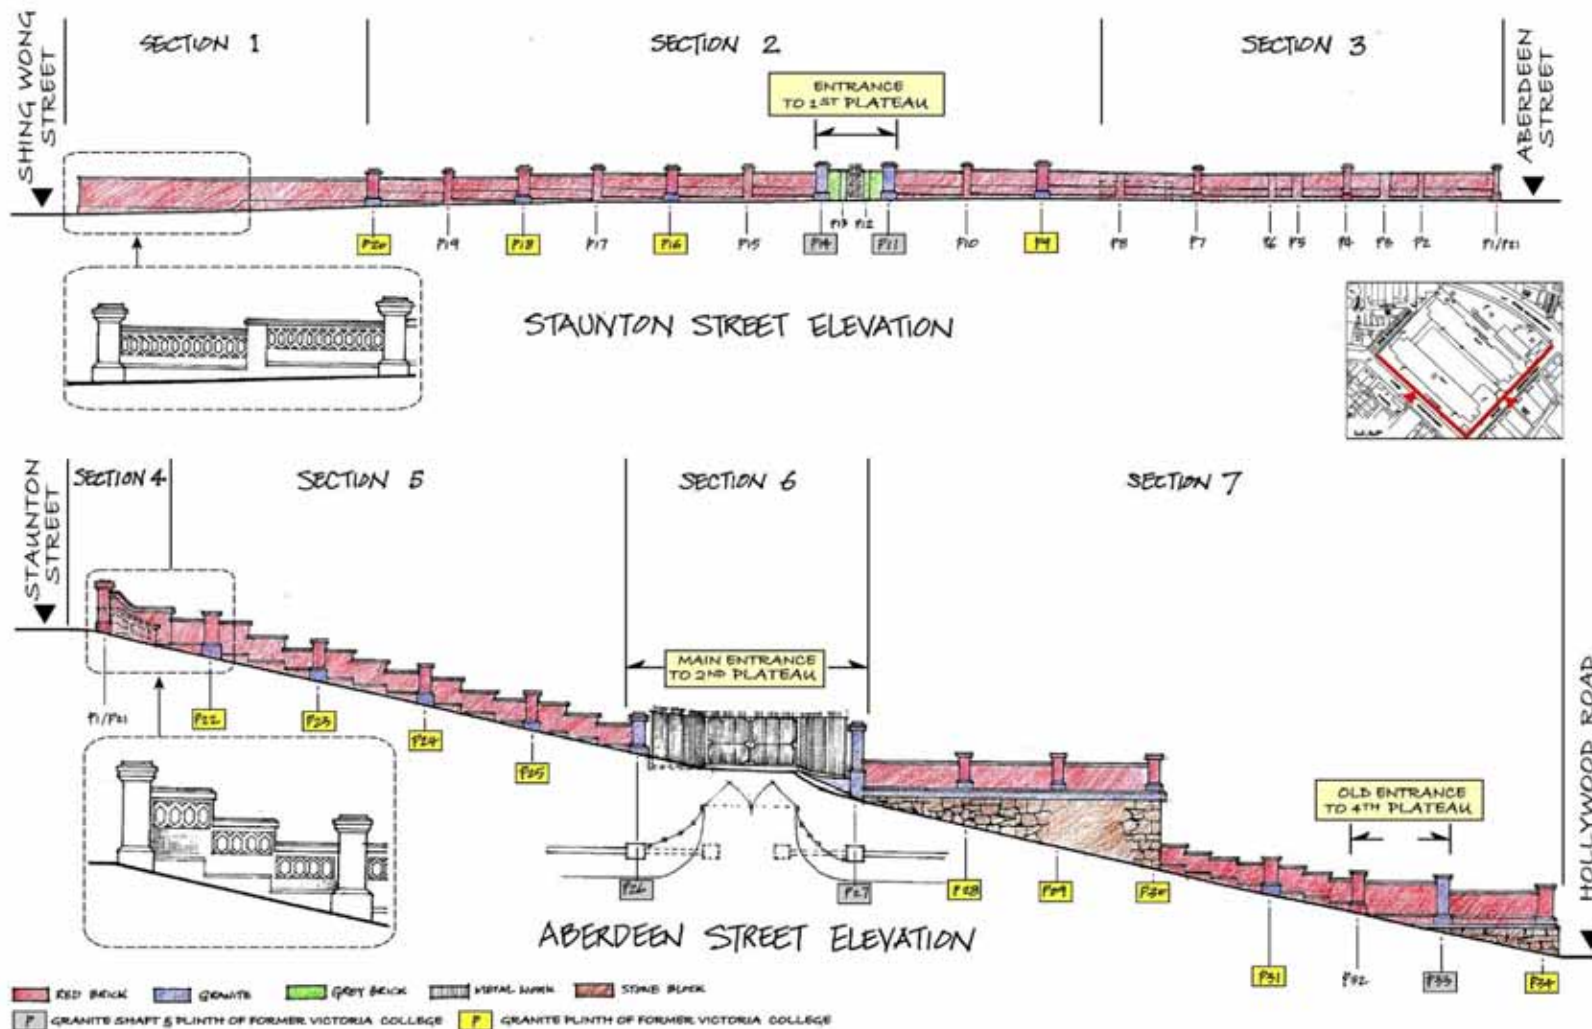 SHING WONG
STREET
SECTION 1
SECTION 2
SECTION 3
ABERDEEN
STREET
ENTRANCE
TO 1ST PLATEAU
P20
P19
P18
P17
P16
P15
P14
P13
P12
P11
P10
P9
P8
P7
P6
P5
P4
P3
P2
P1/P21
STAUNTON STREET ELEVATION
STAUNTON
STREET
SECTION 4
SECTION 5
SECTION 6
SECTION 7
HOLLYWOOD ROAD
MAIN ENTRANCE
TO 2ND PLATEAU
OLD ENTRANCE
TO 4TH PLATEAU
P1/P21
P22
P23
P24
P25
P26
P27
P28
P29
P30
P31
P32
P33
P34
ABERDEEN STREET ELEVATION
RED BRICK
GRANITE
GREY BRICK
METAL WORK
STONE BLOCK
P GRANITE SHAFT & PLINTH OF FORMER VICTORIA COLLEGE
P GRANITE PLINTH OF FORMER VICTORIA COLLEGE